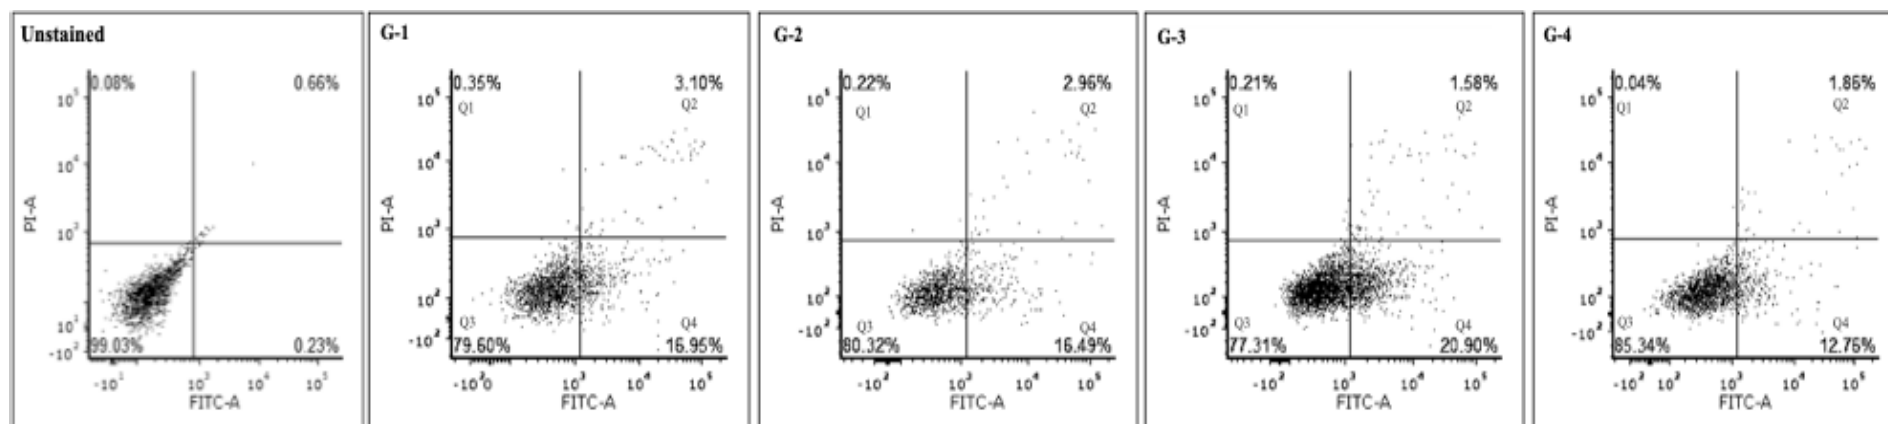 Unstained
0.08%
0.66%
10⁵
10⁴
10³
10²
10¹
-10²
99.03%
0.23%
-10¹
10³
10⁴
10⁵
PI-A
FITC-A
G-1
0.35%
3.10%
Q1
Q2
10⁵
10⁴
10³
10²
-10²
Q3
Q4
79.60%
16.95%
-10²
0
10³
10⁴
10⁵
PI-A
FITC-A
G-2
0.22%
2.96%
Q1
Q2
10⁵
10⁴
10³
10²
-10²
Q3
Q4
80.32%
16.49%
-10²
10³
10⁴
10⁵
PI-A
FITC-A
G-3
0.21%
1.58%
Q1
Q2
10⁵
10⁴
10³
10²
-10²
Q3
Q4
77.31%
20.90%
-10²
10³
10⁴
10⁵
PI-A
FITC-A
G-4
0.04%
1.86%
Q1
Q2
10⁵
10⁴
10³
10²
-10²
Q3
Q4
85.34%
12.76%
-10²
10²
10³
10⁴
10⁵
PI-A
FITC-A